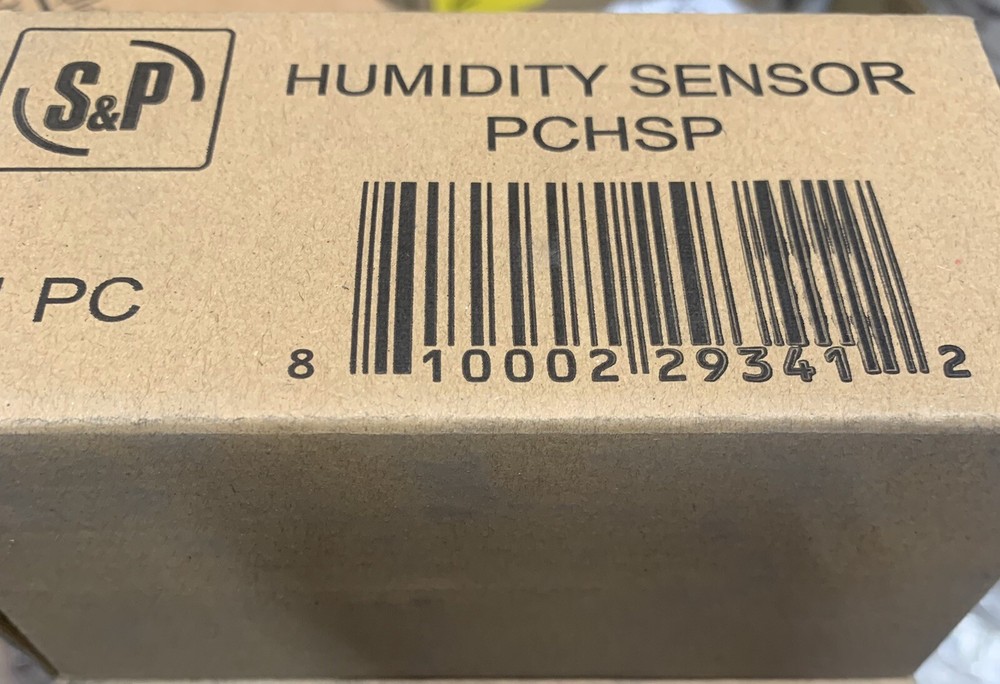 S&P
HUMIDITY SENSOR
PCHSP
PC
8 10002 29341 2